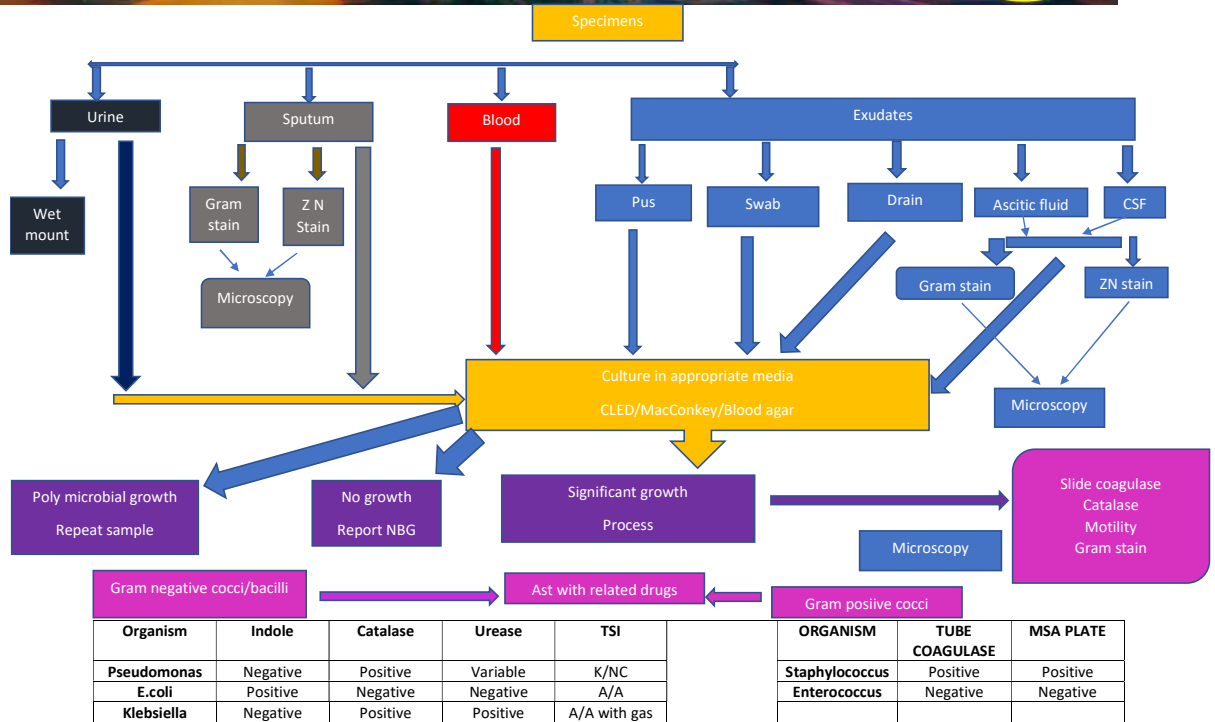 Specimens
Urine
Sputum
Blood
Exudates
Wet
mount
Gram
stain
Z N
Stain
Microscopy
Pus
Swab
Drain
Ascitic fluid
CSF
Gram stain
ZN stain
Microscopy
Culture in appropriate media
CLED/MacConkey/Blood agar
Poly microbial growth
Repeat sample
No growth
Report NBG
Significant growth
Process
Microscopy
Slide coagulase
Catalase
Motility
Gram stain
Gram negative cocci/bacilli
Ast with related drugs
Gram posiive cocci
Organism Indole Catalase Urease TSI
Pseudomonas Negative Positive Variable K/NC
E.coli Positive Negative Negative A/A
Klebsiella Negative Positive Positive A/A with gas
ORGANISM TUBE COAGULASE MSA PLATE
Staphylococcus Positive Positive
Enterococcus Negative Negative